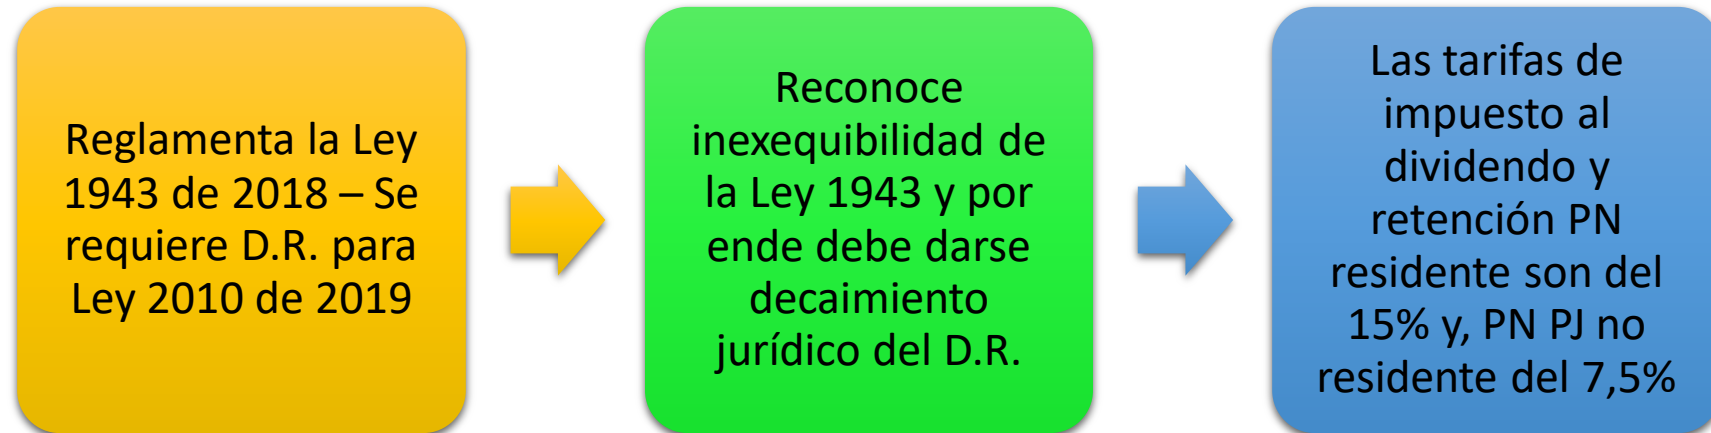 Reglamenta la Ley
1943 de 2018 – Se
requiere D.R. para
Ley 2010 de 2019
Reconoce
inexequibilidad de
la Ley 1943 y por
ende debe darse
decaimiento
jurídico del D.R.
Las tarifas de
impuesto al
dividendo y
retención PN
residente son del
15% y, PN PJ no
residente del 7,5%